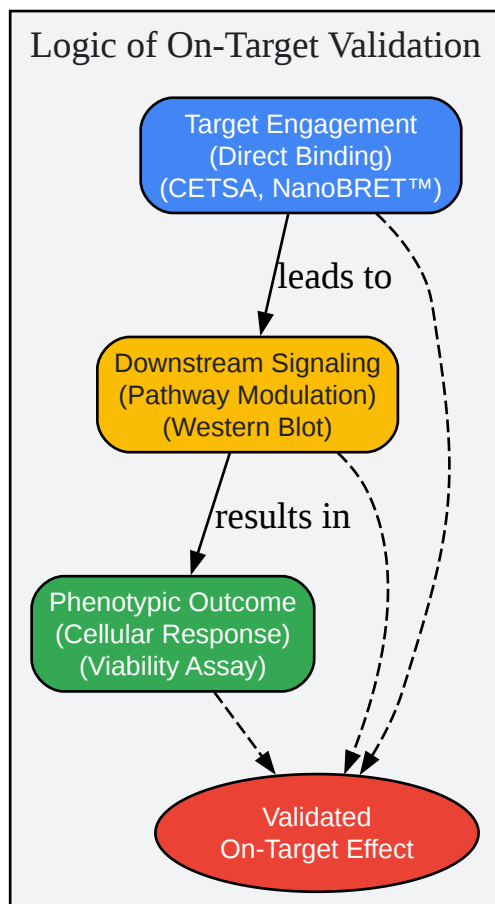 Logic of On-Target Validation
Target Engagement
(Direct Binding)
(CETSA, NanoBRET™)
leads to
Downstream Signaling
(Pathway Modulation)
(Western Blot)
results in
Phenotypic Outcome
(Cellular Response)
(Viability Assay)
Validated
On-Target Effect